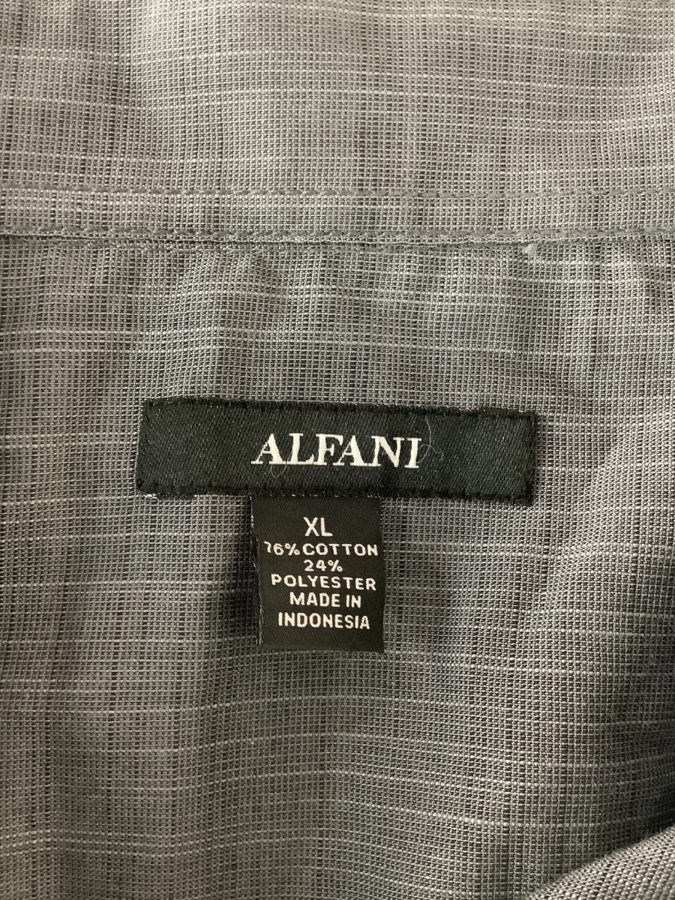 ALFANI
XL
76% COTTON
24%
POLYESTER
MADE IN
INDONESIA